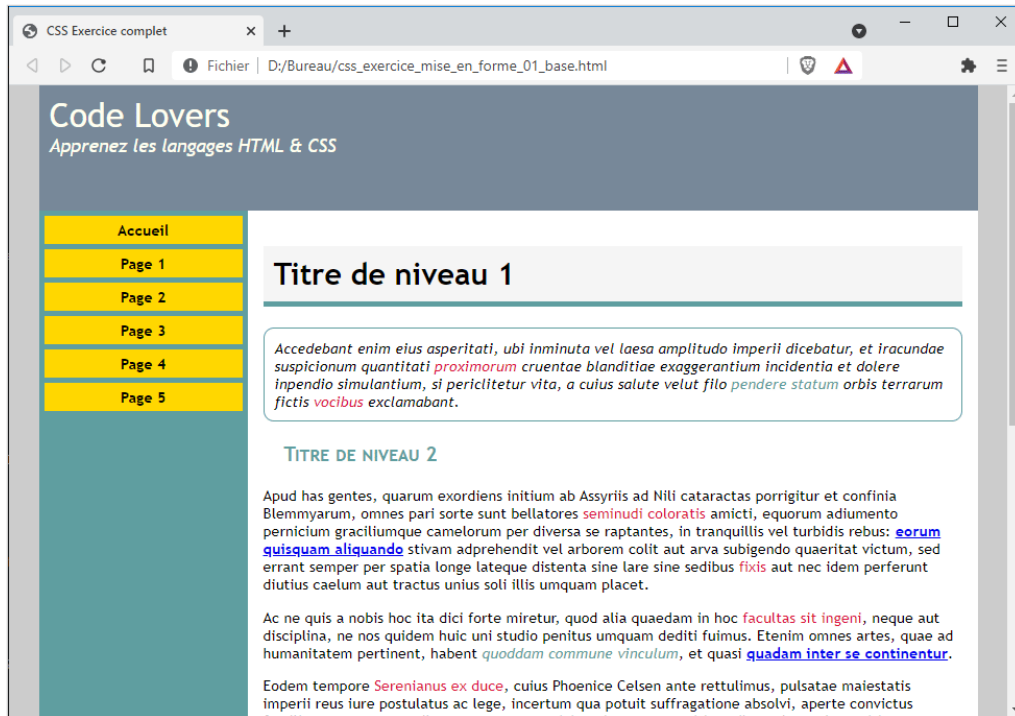 CSS Exercice complet
Fichier D:/Bureau/css_exercice_mise_en_forme_01_base.html
Code Lovers
Apprenez les langages HTML & CSS
Accueil
Page 1
Page 2
Page 3
Page 4
Page 5
Titre de niveau 1
Accedebant enim eius asperitati, ubi inminuta vel laesa amplitudo imperii dicebatur, et iracundae
suspicionum quantitati proximorum cruentae blanditiae exaggerantium incidentia et dolere
inpendio simulantium, si periclitetur vita, a cuius salute velut filo pendere statum orbis terrarum
fictis vocibus exclamabant.
Titre de niveau 2
Apud has gentes, quarum exordiens initium ab Assyriis ad Nili cataractas porrigitur et confinia
Blemmyarum, omnes pari sorte sunt bellatores seminudi coloratis amicti, equorum adiumento
pernicium graciliumque camelorum per diversa se raptantes, in tranquillis vel turbidis rebus: eorum
quisquam aliquando stivam adprehendit vel arborem colit aut arva subigendo quaeritat victum, sed
errant semper per spatia longe lateque distenta sine lare sine sedibus fixis aut nec idem perferunt
diutius caelum aut tractus unius soli illis umquam placet.
Ac ne quis a nobis hoc ita dici forte miretur, quod alia quaedam in hoc facultas sit ingeni, neque aut
disciplina, ne nos quidem huic uni studio penitus umquam dediti fuimus. Etenim omnes artes, quae ad
humanitatem pertinent, habent quoddam commune vinculum, et quasi quadam inter se continentur.
Eodem tempore Serenianus ex duce, cuius Phoenice Celsen ante rettulimus, pulsatae maiestatis
imperii reus iure postulatus ac lege, incertum qua potuit suffragatione absolvi, aperte convictus